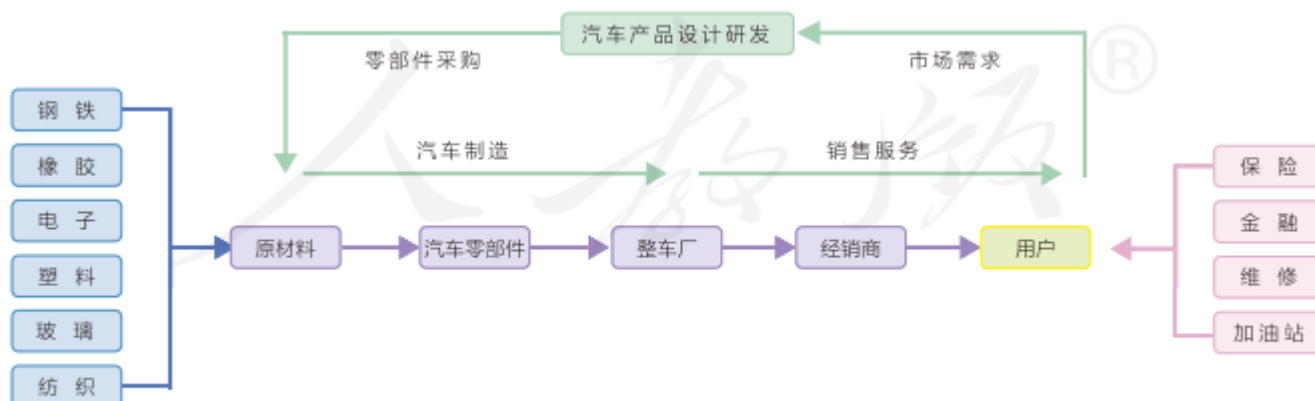 汽车产品设计研发
零部件采购
市场需求
钢铁
橡胶
电子
塑料
玻璃
纺织
汽车制造
销售服务
原材料
汽车零部件
整车厂
经销商
用户
保险
金融
维修
加油站
人教版®